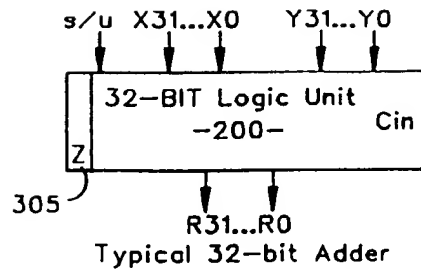 s/u X31...X0 Y31...Y0
32-BIT Logic Unit
-200- Cin
Z
305
R31...R0
Typical 32-bit Adder